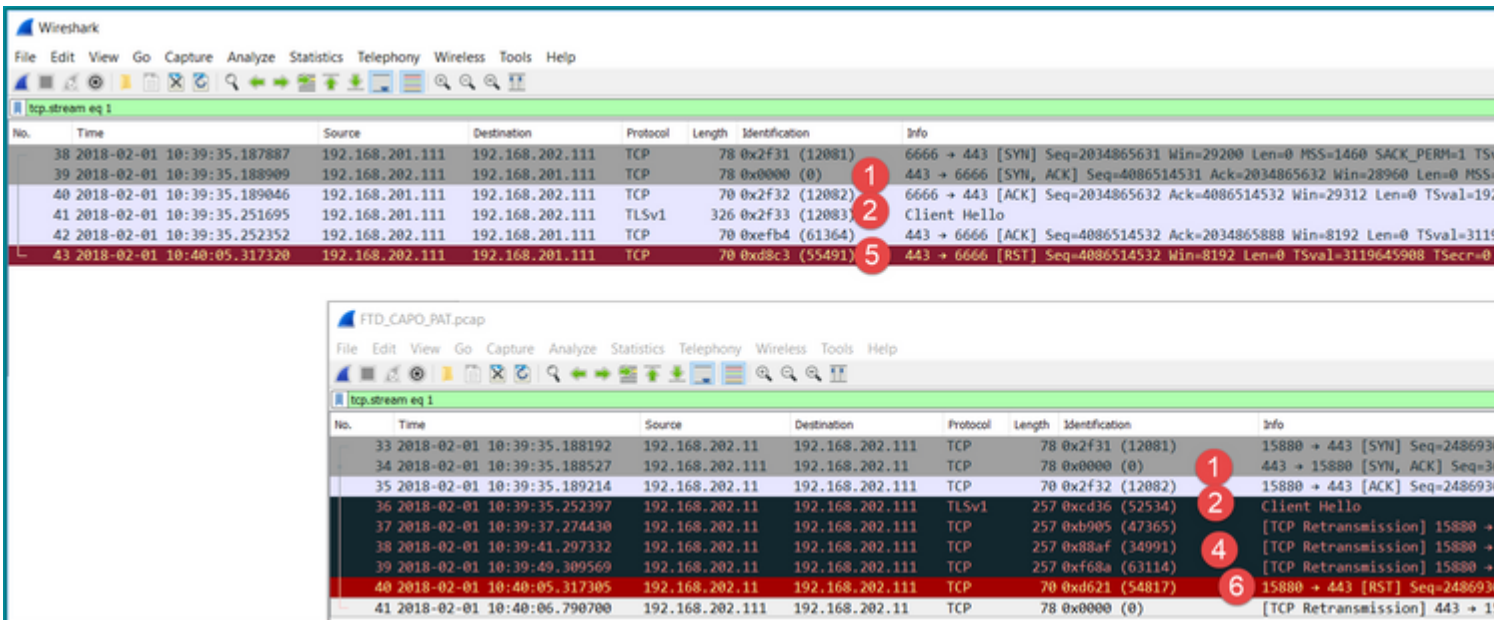 Wireshark
File Edit View Go Capture Analyze Statistics Telephony Wireless Tools Help
tcp.stream eq 1
No. Time Source Destination Protocol Length Identification Info
38 2018-02-01 10:39:35.187887 192.168.201.111 192.168.202.111 TCP 78 0x2f31 (12081) 6666 → 443 [SYN] Seq=2034865631 Win=29200 Len=0 MSS=1460 SACK_PERM=1 TS
39 2018-02-01 10:39:35.188909 192.168.202.111 192.168.201.111 TCP 78 0x0000 (0) 1 443 → 6666 [SYN, ACK] Seq=4086514531 Ack=2034865632 Win=28960 Len=0 MSS=
40 2018-02-01 10:39:35.189046 192.168.201.111 192.168.202.111 TCP 70 0x2f32 (12082) 6666 → 443 [ACK] Seq=2034865632 Ack=4086514532 Win=29312 Len=0 TSval=192
41 2018-02-01 10:39:35.251695 192.168.201.111 192.168.202.111 TLSv1 326 0x2f33 (12083) 2 Client Hello
42 2018-02-01 10:39:35.252352 192.168.202.111 192.168.201.111 TCP 70 0xefb4 (61364) 443 → 6666 [ACK] Seq=4086514532 Ack=2034865888 Win=8192 Len=0 TSval=3119
43 2018-02-01 10:40:05.317320 192.168.202.111 192.168.201.111 TCP 70 0xd8c3 (55491) 5 443 → 6666 [RST] Seq=4086514532 Win=8192 Len=0 TSval=3119645908 TSecr=0
FTD_CAPO_PAT.pcap
File Edit View Go Capture Analyze Statistics Telephony Wireless Tools Help
tcp.stream eq 1
No. Time Source Destination Protocol Length Identification Info
33 2018-02-01 10:39:35.188192 192.168.202.11 192.168.202.111 TCP 78 0x2f31 (12081) 15880 → 443 [SYN] Seq=248693
34 2018-02-01 10:39:35.188527 192.168.202.111 192.168.202.11 TCP 78 0x0000 (0) 1 443 → 15880 [SYN, ACK] Seq=3
35 2018-02-01 10:39:35.189214 192.168.202.11 192.168.202.111 TCP 70 0x2f32 (12082) 15880 → 443 [ACK] Seq=248693
36 2018-02-01 10:39:35.252397 192.168.202.11 192.168.202.111 TLSv1 257 0xcd36 (52534) 2 Client Hello
37 2018-02-01 10:39:37.274430 192.168.202.11 192.168.202.111 TCP 257 0xb905 (47365) [TCP Retransmission] 15880 →
38 2018-02-01 10:39:41.297332 192.168.202.11 192.168.202.111 TCP 257 0x88af (34991) 4 [TCP Retransmission] 15880 →
39 2018-02-01 10:39:49.309569 192.168.202.11 192.168.202.111 TCP 257 0xf68a (63114) [TCP Retransmission] 15880 →
40 2018-02-01 10:40:05.317305 192.168.202.11 192.168.202.111 TCP 70 0xd621 (54817) 6 15880 → 443 [RST] Seq=248693
41 2018-02-01 10:40:06.790700 192.168.202.111 192.168.202.11 TCP 78 0x0000 (0) [TCP Retransmission] 443 → 1